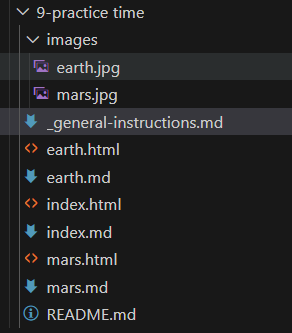 9-practice time
images
earth.jpg
mars.jpg
_general-instructions.md
earth.html
earth.md
index.html
index.md
mars.html
mars.md
README.md